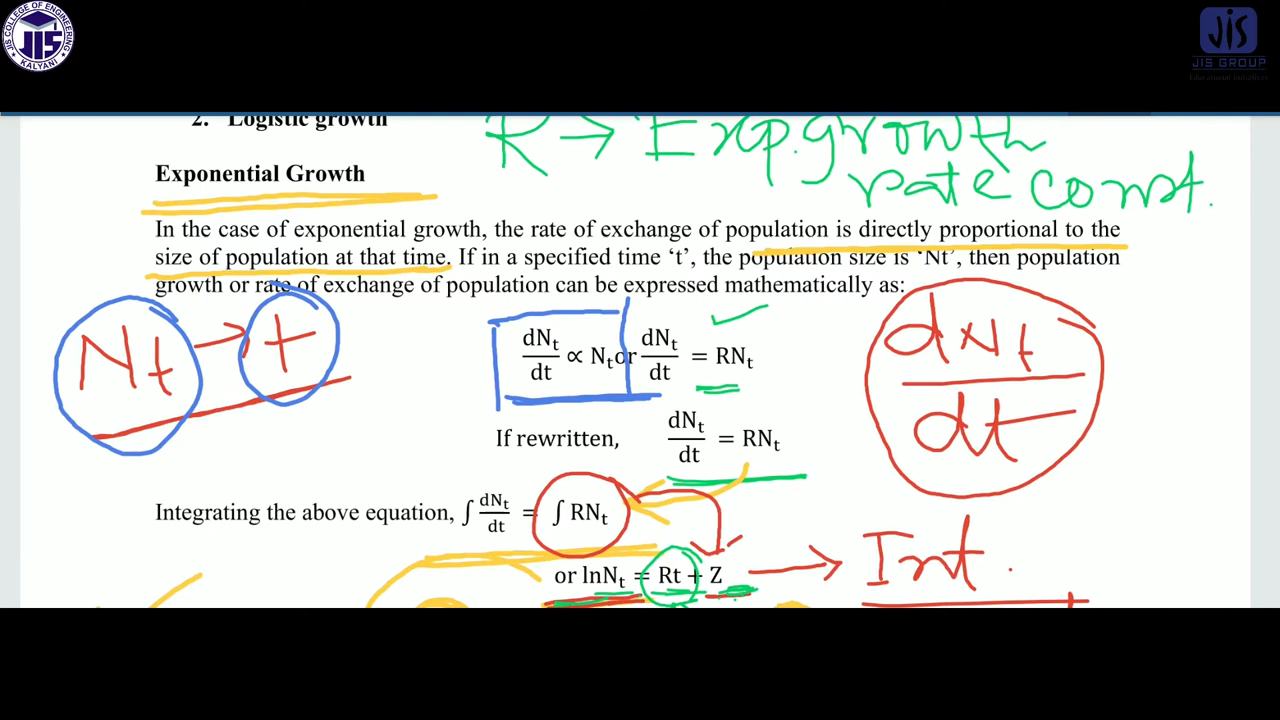 JIS COLLEGE OF ENGINEERING
JIS
KALYANI
JIS
JIS GROUP
Educational Initiatives
2. Logistic growth
R → Exp. growth
rate const.
Exponential Growth
In the case of exponential growth, the rate of exchange of population is directly proportional to the
size of population at that time. If in a specified time ‘t’, the population size is ‘Nt’, then population
growth or rate of exchange of population can be expressed mathematically as:
Nt → t
dNt/dt ∝ Nt or dNt/dt = RNt
dNt/dt
If rewritten, dNt/dt = RNt
Integrating the above equation, ∫ dNt/dt = ∫ RNt
or lnNt = Rt + Z → Int.